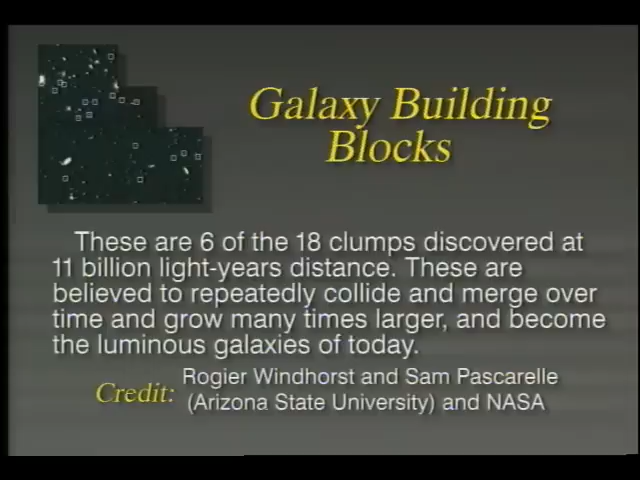 Galaxy Building
Blocks
These are 6 of the 18 clumps discovered at
11 billion light-years distance. These are
believed to repeatedly collide and merge over
time and grow many times larger, and become
the luminous galaxies of today.
Credit: Rogier Windhorst and Sam Pascarelle
(Arizona State University) and NASA